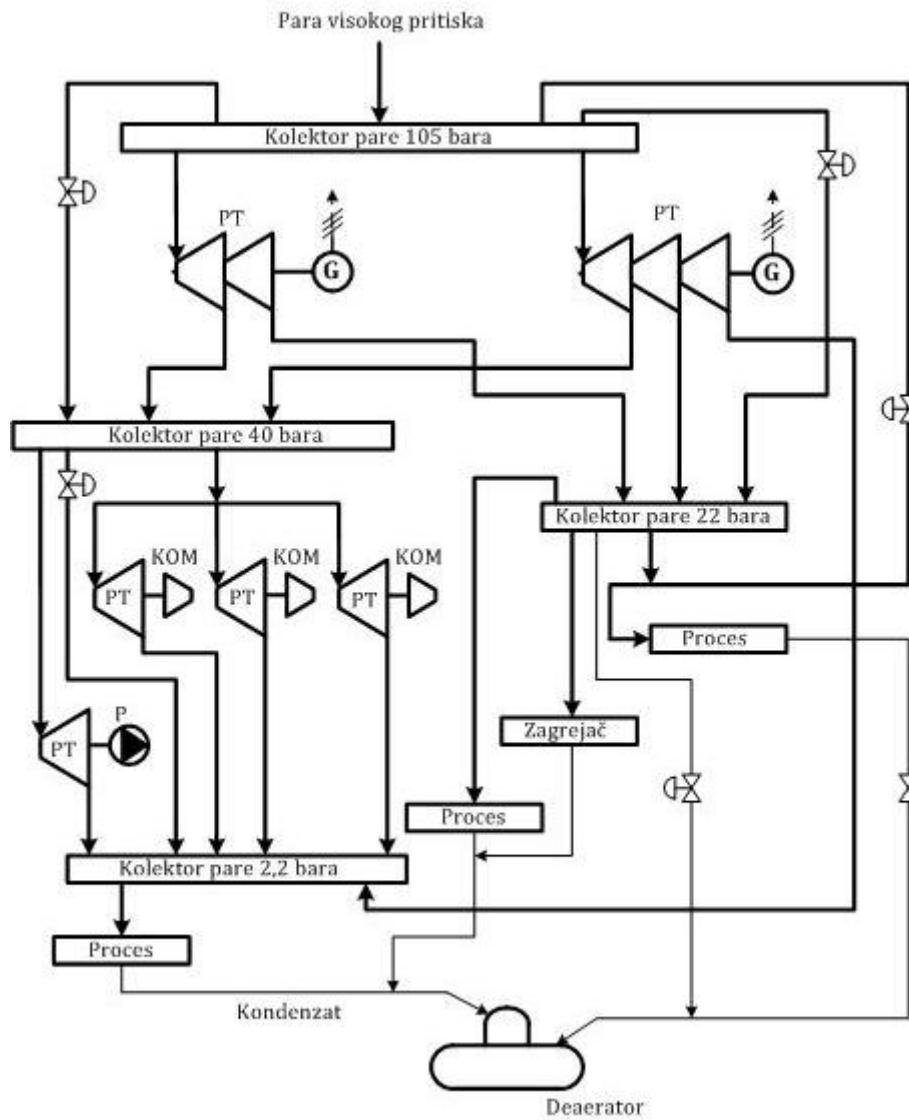 Para visokog pritiska
Kolektor pare 105 bara
PT
G
PT
G
Kolektor pare 40 bara
Kolektor pare 22 bara
KOM
KOM
KOM
PT
PT
PT
Proces
P
PT
Zagrejač
Proces
Kolektor pare 2,2 bara
Proces
Kondenzat
Deaerator